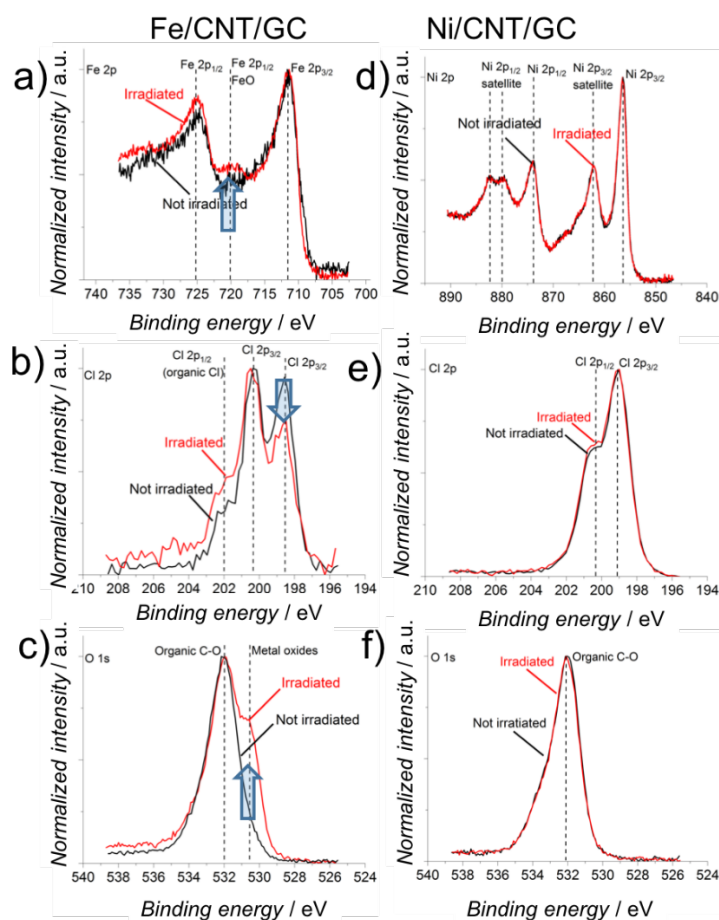 Fe/CNT/GC
Ni/CNT/GC
a)
Fe 2p
Fe 2p1/2
Fe 2p1/2
FeO
Fe 2p3/2
Irradiated
Not irradiated
Normalized intensity / a.u.
740 735 730 725 720 715 710 705 700
Binding energy / eV
d)
Ni 2p
Ni 2p1/2
satellite
Ni 2p1/2
Ni 2p3/2
satellite
Ni 2p3/2
Not irradiated
Irradiated
Normalized intensity / a.u.
890 880 870 860 850 840
Binding energy / eV
b)
Cl 2p
Cl 2p1/2
(organic Cl)
Cl 2p3/2
Cl 2p3/2
Irradiated
Not irradiated
Normalized intensity / a.u.
210 208 206 204 202 200 198 196 194
Binding energy / eV
e)
Cl 2p
Cl 2p1/2
Cl 2p3/2
Irradiated
Not irradiated
Normalized intensity / a.u.
210 208 206 204 202 200 198 196 194
Binding energy / eV
c)
O 1s
Organic C-O
Metal oxides
Irradiated
Not irradiated
Normalized intensity / a.u.
540 538 536 534 532 530 528 526 524
Binding energy / eV
f)
O 1s
Organic C-O
Irradiated
Not irratiated
Normalized intensity / a.u.
540 538 536 534 532 530 528 526 524
Binding energy / eV